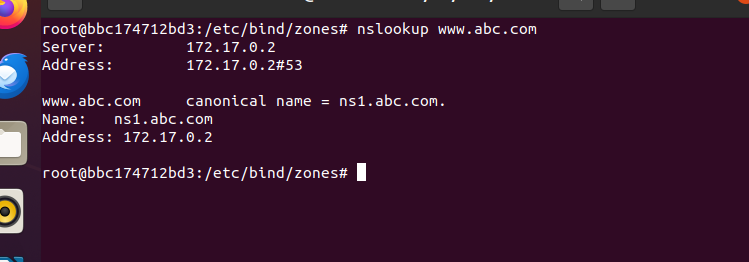 root@bbc174712bd3:/etc/bind/zones# nslookup www.abc.com
Server:         172.17.0.2
Address:        172.17.0.2#53

www.abc.com     canonical name = ns1.abc.com.
Name:   ns1.abc.com
Address: 172.17.0.2

root@bbc174712bd3:/etc/bind/zones#